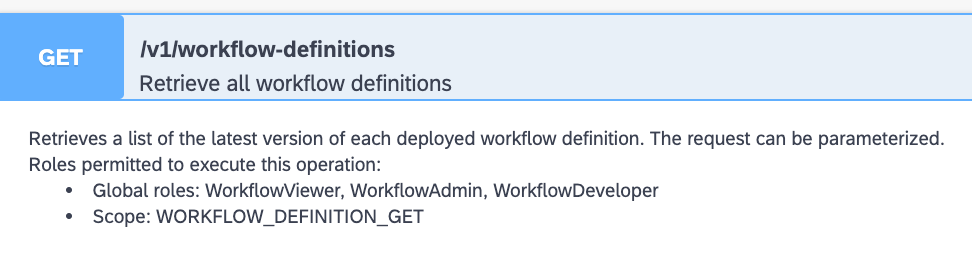 GET
/v1/workflow-definitions
Retrieve all workflow definitions
Retrieves a list of the latest version of each deployed workflow definition. The request can be parameterized.
Roles permitted to execute this operation:
• Global roles: WorkflowViewer, WorkflowAdmin, WorkflowDeveloper
• Scope: WORKFLOW_DEFINITION_GET